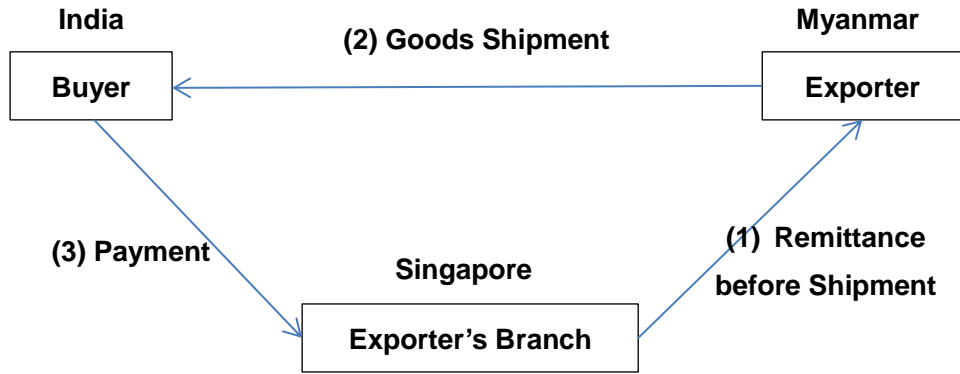 India
Myanmar
(2) Goods Shipment
Buyer
Exporter
(3) Payment
(1) Remittance
before Shipment
Singapore
Exporter’s Branch